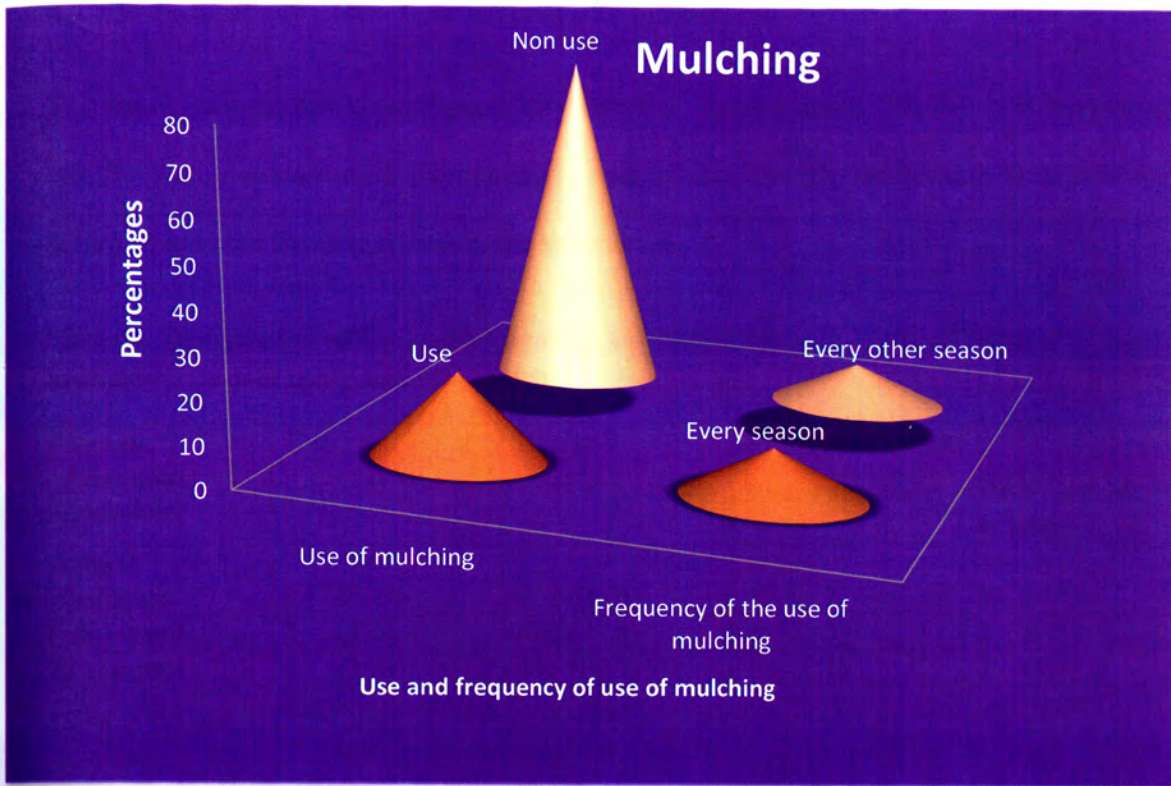 Mulching
Non use
80
70
60
50
40
30
20
10
0
Percentages
Use
Every other season
Every season
Use of mulching
Frequency of the use of
mulching
Use and frequency of use of mulching